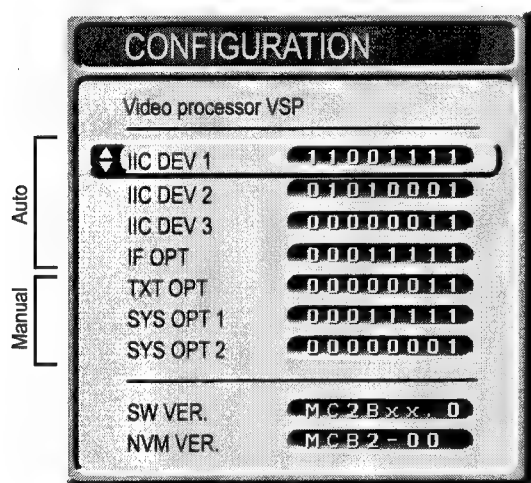 CONFIGURATION
Video processor VSP
Auto
IIC DEV 1 11001111
IIC DEV 2 01010001
IIC DEV 3 00000011
IF OPT 00011111
Manual
TXT OPT 00000011
SYS OPT 1 00011111
SYS OPT 2 00000001
SW VER. MC2Bxx.0
NVM VER. MCB2-00